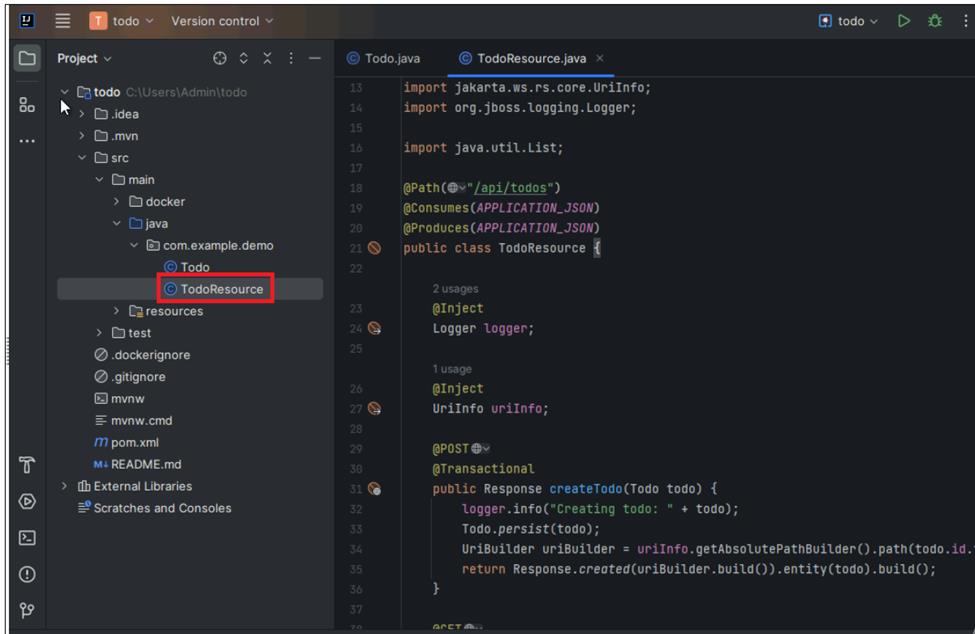 T todo Version control todo
Project
todo C:\Users\Admin\todo
.idea
.mvn
src
main
docker
java
com.example.demo
Todo
TodoResource
resources
test
.dockerignore
.gitignore
mvnw
mvnw.cmd
pom.xml
README.md
External Libraries
Scratches and Consoles
Todo.java TodoResource.java
13 import jakarta.ws.rs.core.UriInfo;
14 import org.jboss.logging.Logger;
15
16 import java.util.List;
17
18 @Path("/api/todos")
19 @Consumes(APPLICATION_JSON)
20 @Produces(APPLICATION_JSON)
21 public class TodoResource {
22
2 usages
23 @Inject
24 Logger logger;
25
1 usage
26 @Inject
27 UriInfo uriInfo;
28
29 @POST
30 @Transactional
31 public Response createTodo(Todo todo) {
32 logger.info("Creating todo: " + todo);
33 Todo.persist(todo);
34 UriBuilder uriBuilder = uriInfo.getAbsolutePathBuilder().path(todo.id.
35 return Response.created(uriBuilder.build()).entity(todo).build();
36 }
37
38 @GET